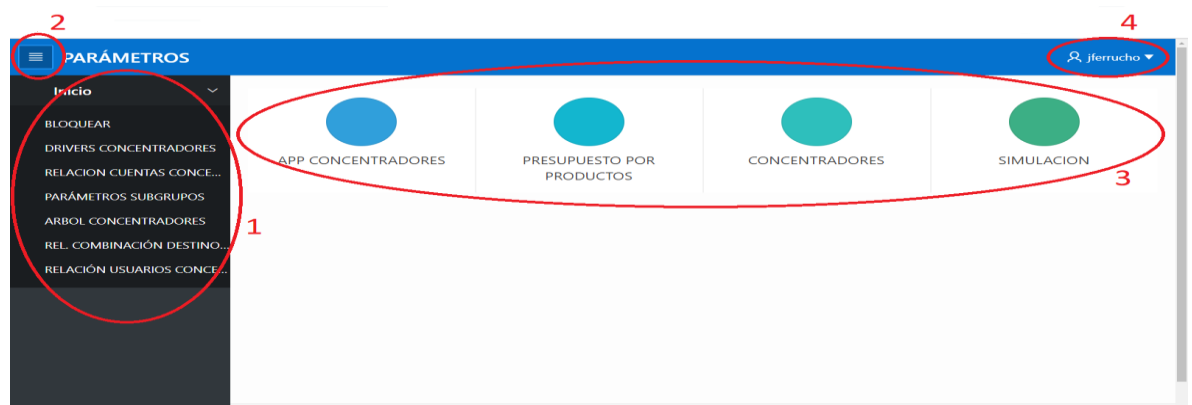 2
4
PARÁMETROS
jferrucho
Inicio
BLOQUEAR
DRIVERS CONCENTRADORES
RELACION CUENTAS CONCE...
PARÁMETROS SUBGRUPOS
ARBOL CONCENTRADORES
REL. COMBINACIÓN DESTINO...
RELACIÓN USUARIOS CONCE...
1
APP CONCENTRADORES
PRESUPUESTO POR
PRODUCTOS
CONCENTRADORES
SIMULACION
3